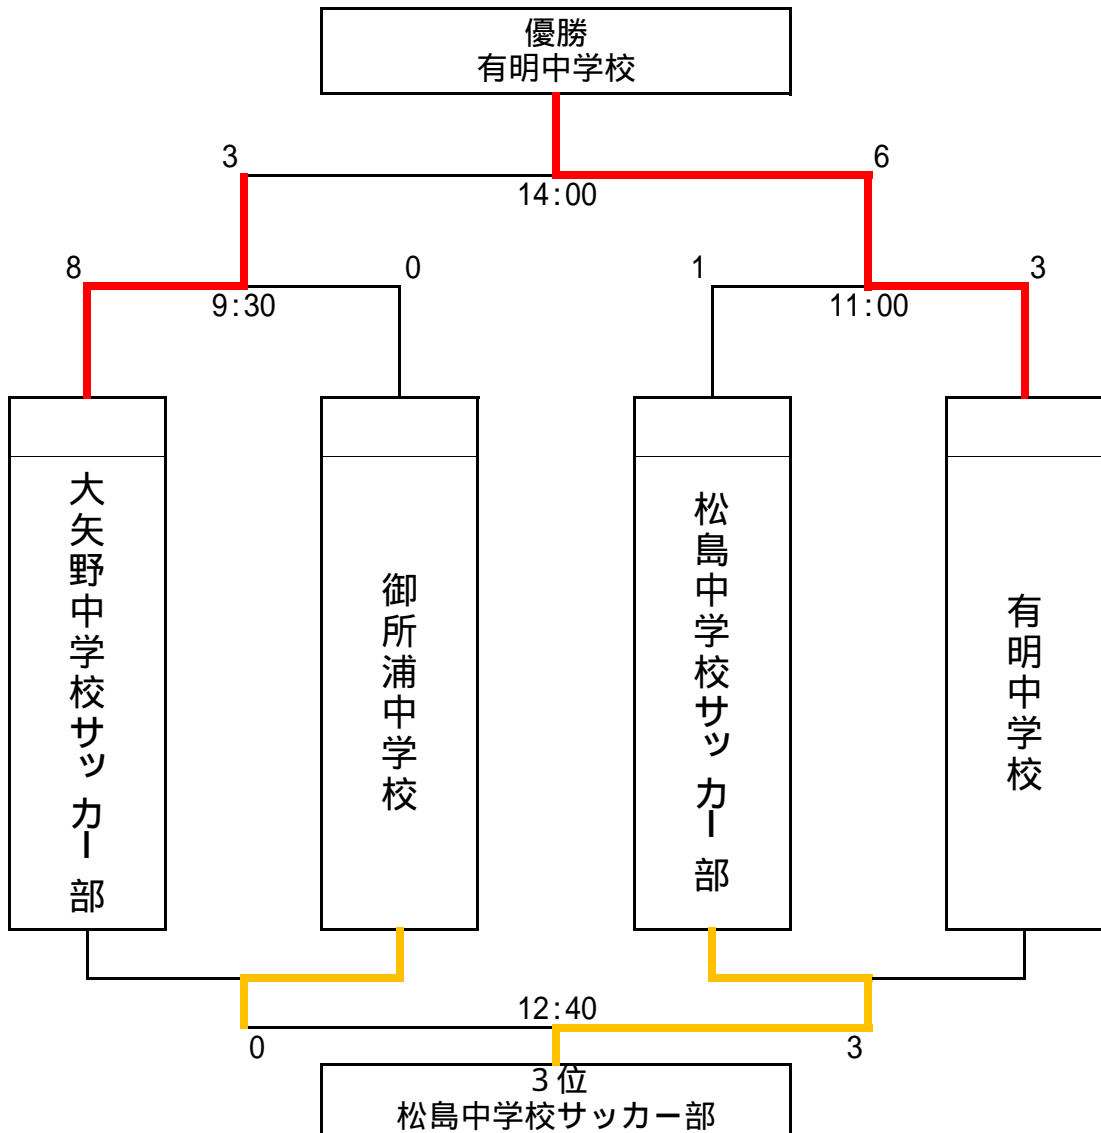 優勝
有明中学校
3
6
14:00
8
0
1
3
9:30
11:00
大矢野中学校サッカー部
御所浦中学校
松島中学校サッカー部
有明中学校
12:40
0
3
３位
松島中学校サッカー部